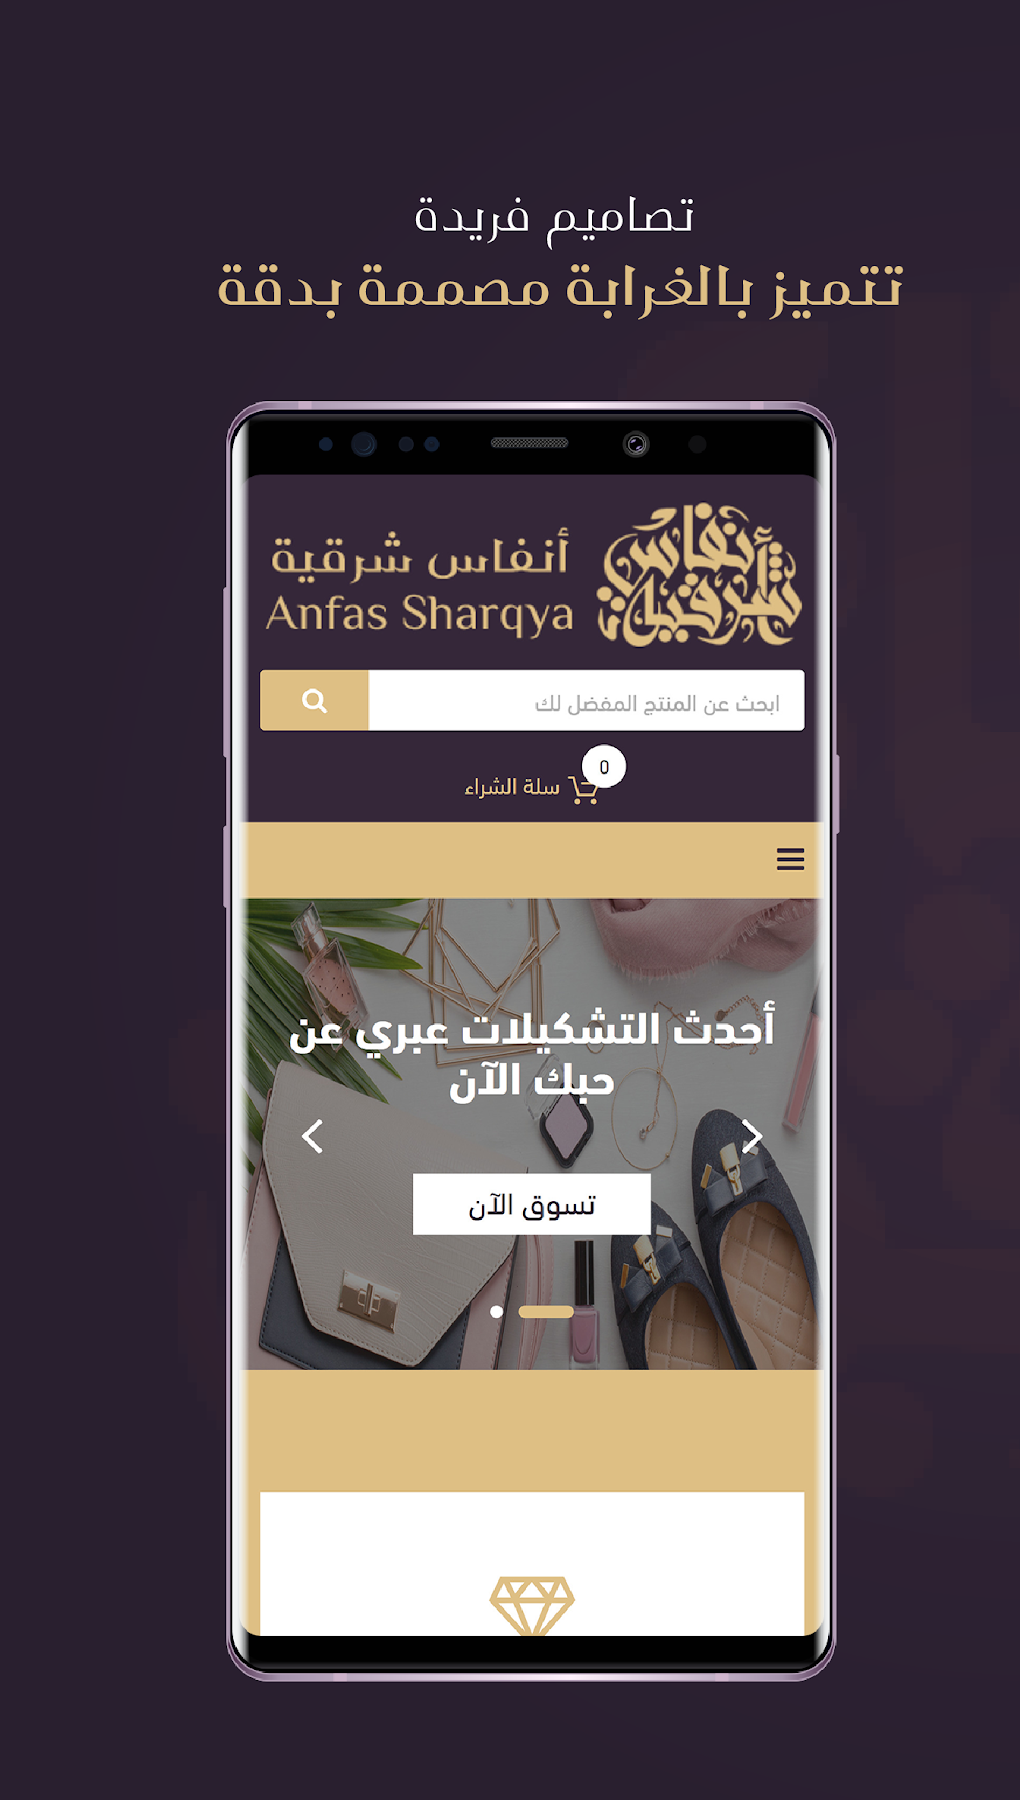 تصاميم فريدة
تتميز بالغرابة مصممة بدقة
أنفاس شرقية
Anfas Sharqya
أنفاس شرقية
ابحث عن المنتج المفضل لك
0
سلة الشراء
أحدث التشكيلات عبري عن
حبك الآن
تسوق الآن